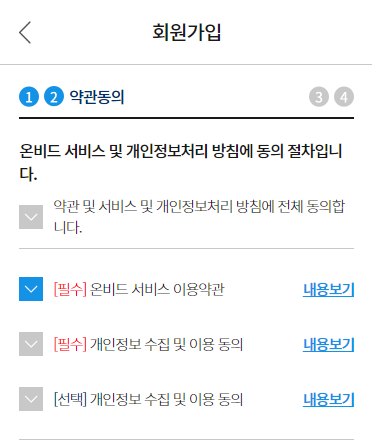 회원가입
1 2 약관동의 3 4
온비드 서비스 및 개인정보처리 방침에 동의 절차입니
다.
약관 및 서비스 및 개인정보처리 방침에 전체 동의합
니다.
[필수] 온비드 서비스 이용약관 내용보기
[필수] 개인정보 수집 및 이용 동의 내용보기
[선택] 개인정보 수집 및 이용 동의 내용보기